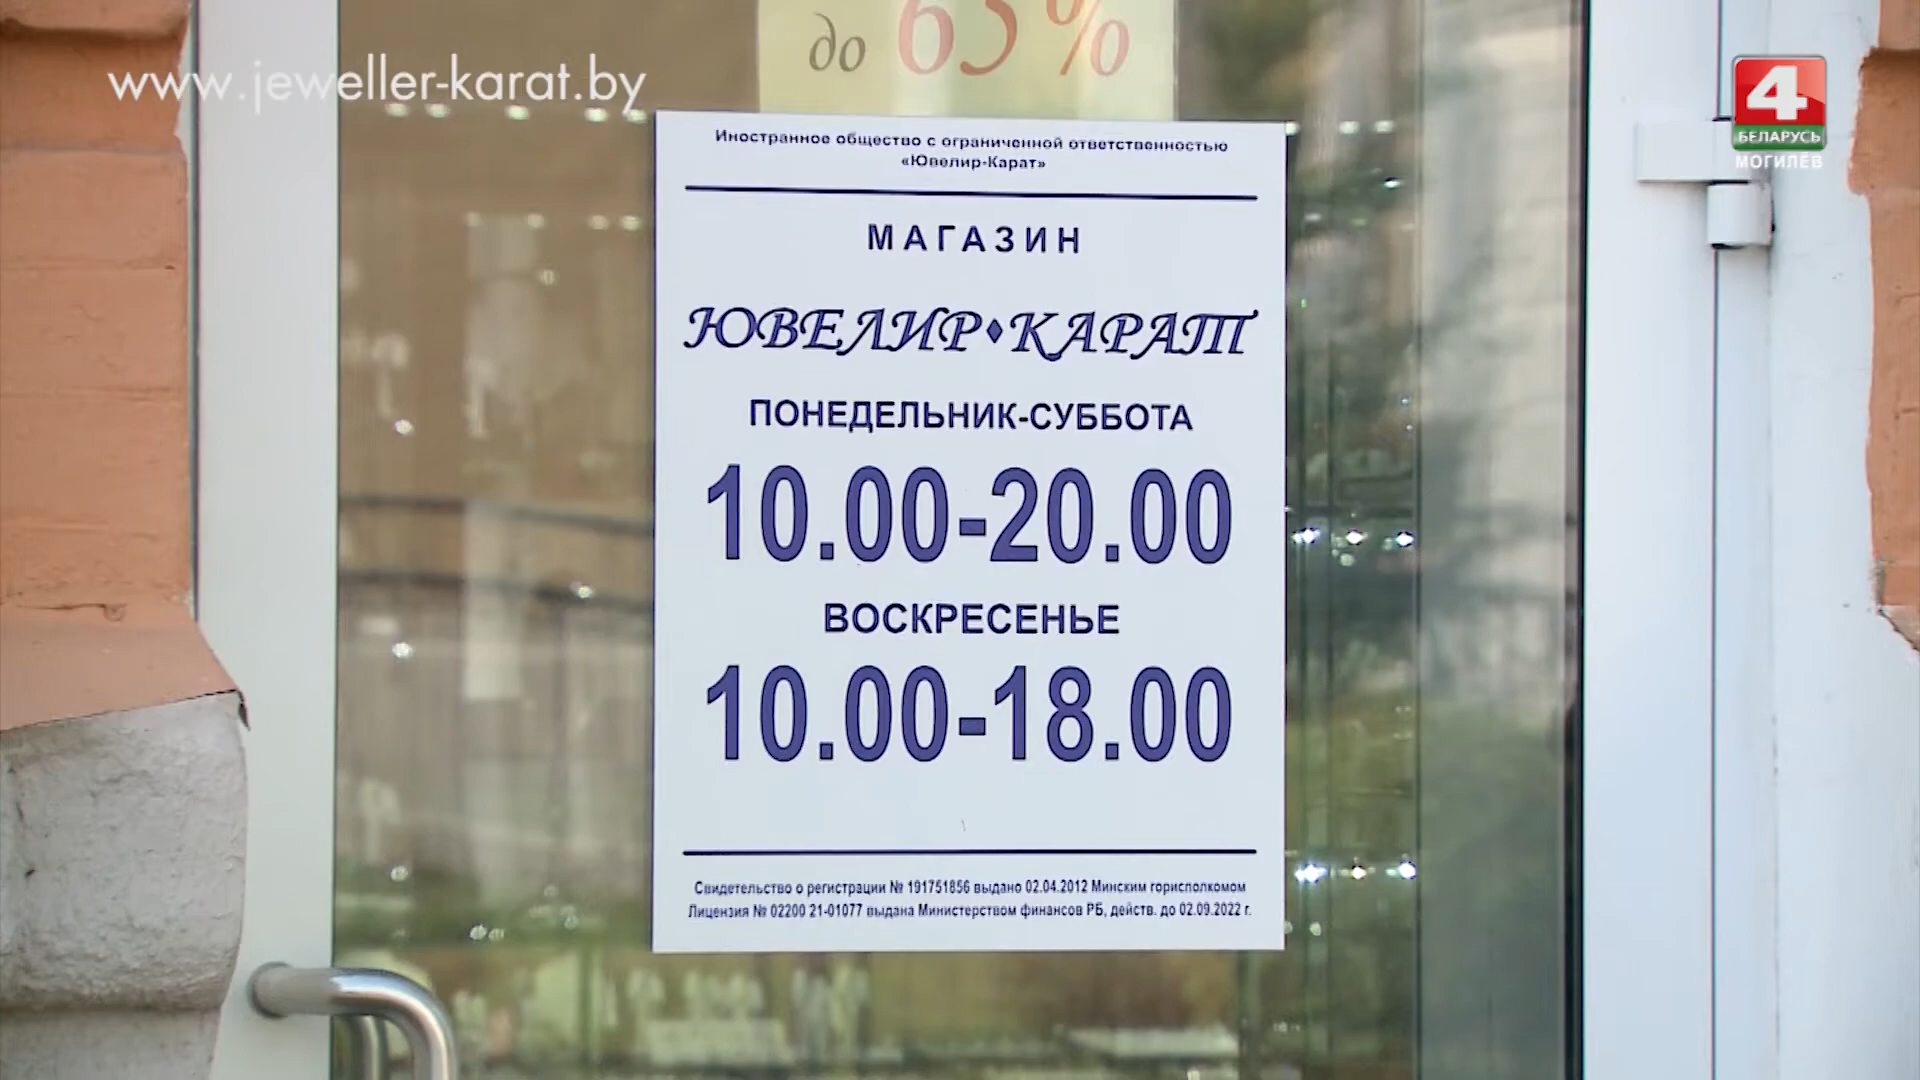 www.jeweller-karat.by
до 65%
4
БЕЛАРУСЬ
МОГИЛЁВ
Иностранное общество с ограниченной ответственностью
«Ювелир-Карат»
МАГАЗИН
ЮВЕЛИР♦КАРАТ
ПОНЕДЕЛЬНИК-СУББОТА
10.00-20.00
ВОСКРЕСЕНЬЕ
10.00-18.00
Свидетельство о регистрации № 191751856 выдано 02.04.2012 Минским горисполкомом
Лицензия № 02200 21-01077 выдана Министерством финансов РБ, действ. до 02.09.2022 г.